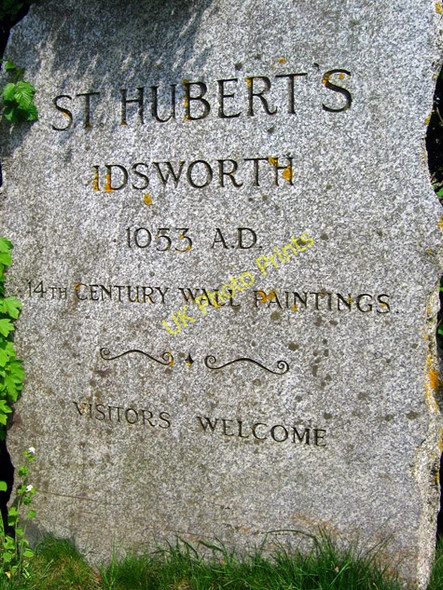 ST. HUBERT'S
IDSWORTH
1053 A.D.
14TH CENTURY WALL PAINTINGS.
UK Photo Prints
VISITORS WELCOME